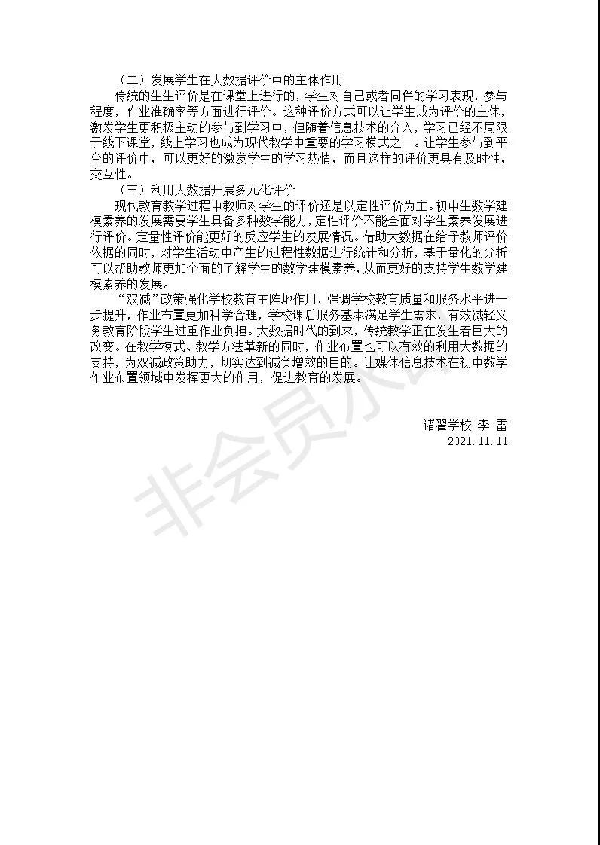 （二）发展学生在大数据评价中的主体作用
传统的生生评价是在课堂上进行的，学生对自己或者同伴的学习表现，参与
程度，作业准确率等方面进行评价。这种评价方式可以让学生成为评价的主体，
激发学生更积极主动的参与到学习中，但随着信息技术的介入，学习已经不局限
于线下课堂，线上学习也成为现代教学中重要的学习模式之一。让学生参与到平
台的评价中，可以更好的激发学生的学习热情，而且这样的评价更具有及时性，
交互性。
（三）利用大数据开展多元化评价
现代教育教学过程中教师对学生的评价还是以定性评价为主。初中生数学建
模素养的发展需要学生具备多种数学能力，定性评价不能全面对学生素养发展进
行评价。定量性评价能更好的反应学生的发展情况。借助大数据在给予教师评价
依据的同时，对学生活动中产生的过程性数据进行统计和分析，基于量化的分析
可以帮助教师更加全面的了解学生的数学建模素养，从而更好的支持学生数学建
模素养的发展。
“双减”政策强化学校教育主阵地作用，强调学校教育质量和服务水平进一
步提升，作业布置更加科学合理，学校课后服务基本满足学生需求，有效减轻义
务教育阶段学生过重作业负担。大数据时代的到来，传统教学正在发生着巨大的
改变。在教学模式、教学方法革新的同时，作业布置也可以有效的利用大数据的
支持，为双减政策助力，切实达到减负增效的目的。让媒体信息技术在初中数学
作业布置领域中发挥更大的作用，促进教育的发展。
诸翟学校 李 雷
2021.11.11
非会员水印